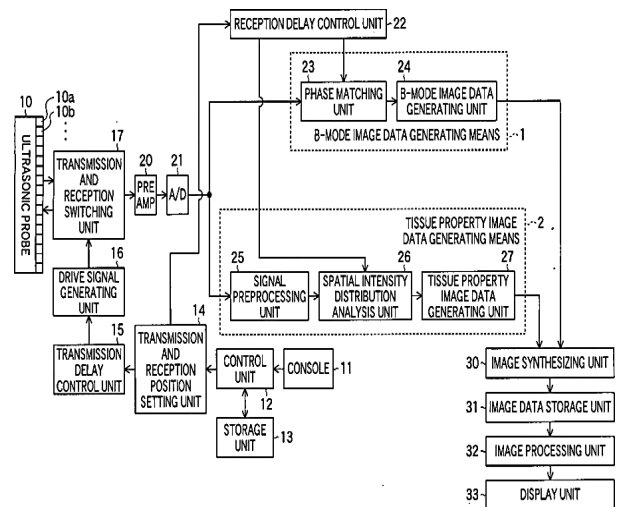 RECEPTION DELAY CONTROL UNIT
22
23
24
PHASE MATCHING
UNIT
B-MODE IMAGE DATA
GENERATING UNIT
B-MODE IMAGE DATA GENERATING MEANS
1
10
10a
10b
ULTRASONIC PROBE
17
TRANSMISSION
AND
RECEPTION
SWITCHING
UNIT
20
PRE
AMP
21
A/D
TISSUE PROPERTY IMAGE
DATA GENERATING MEANS
2
25
SIGNAL
PREPROCESSING
UNIT
26
SPATIAL INTENSITY
DISTRIBUTION
ANALYSIS UNIT
27
TISSUE PROPERTY
IMAGE DATA
GENERATING UNIT
16
DRIVE SIGNAL
GENERATING
UNIT
15
TRANSMISSION
DELAY
CONTROL UNIT
14
TRANSMISSION
AND
RECEPTION
POSITION
SETTING UNIT
CONTROL
UNIT
12
CONSOLE
11
STORAGE
UNIT
13
30
IMAGE SYNTHESIZING UNIT
31
IMAGE DATA STORAGE UNIT
32
IMAGE PROCESSING UNIT
33
DISPLAY UNIT